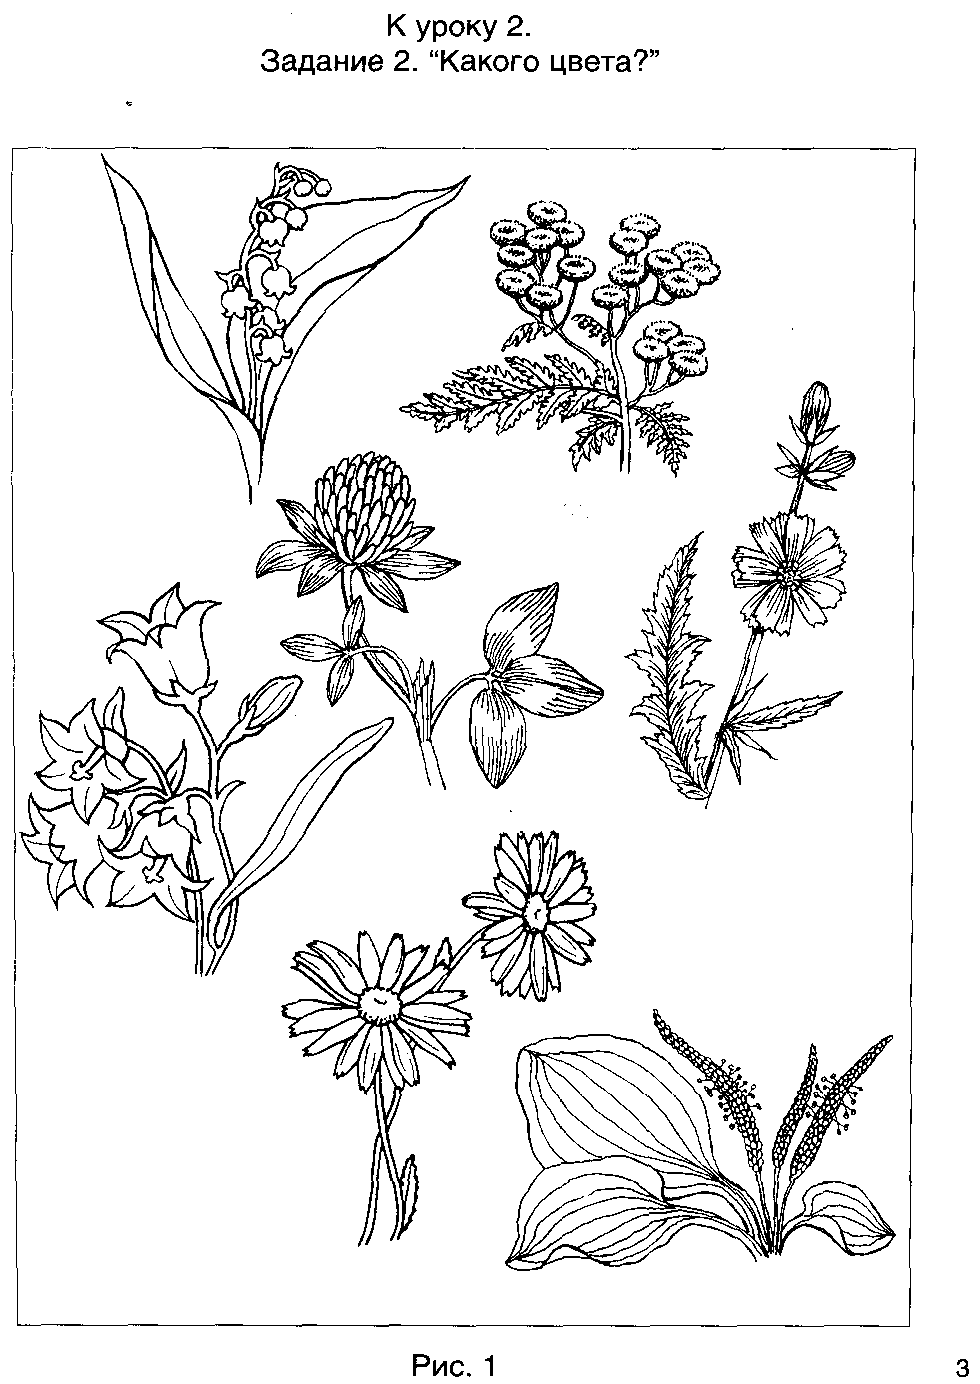 К уроку 2.
Задание 2. “Какого цвета?”
Рис. 1
3